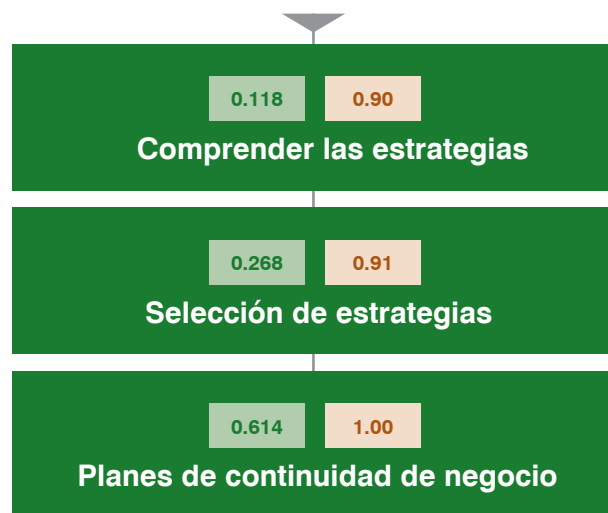 0.118 0.90
Comprender las estrategias
0.268 0.91
Selección de estrategias
0.614 1.00
Planes de continuidad de negocio